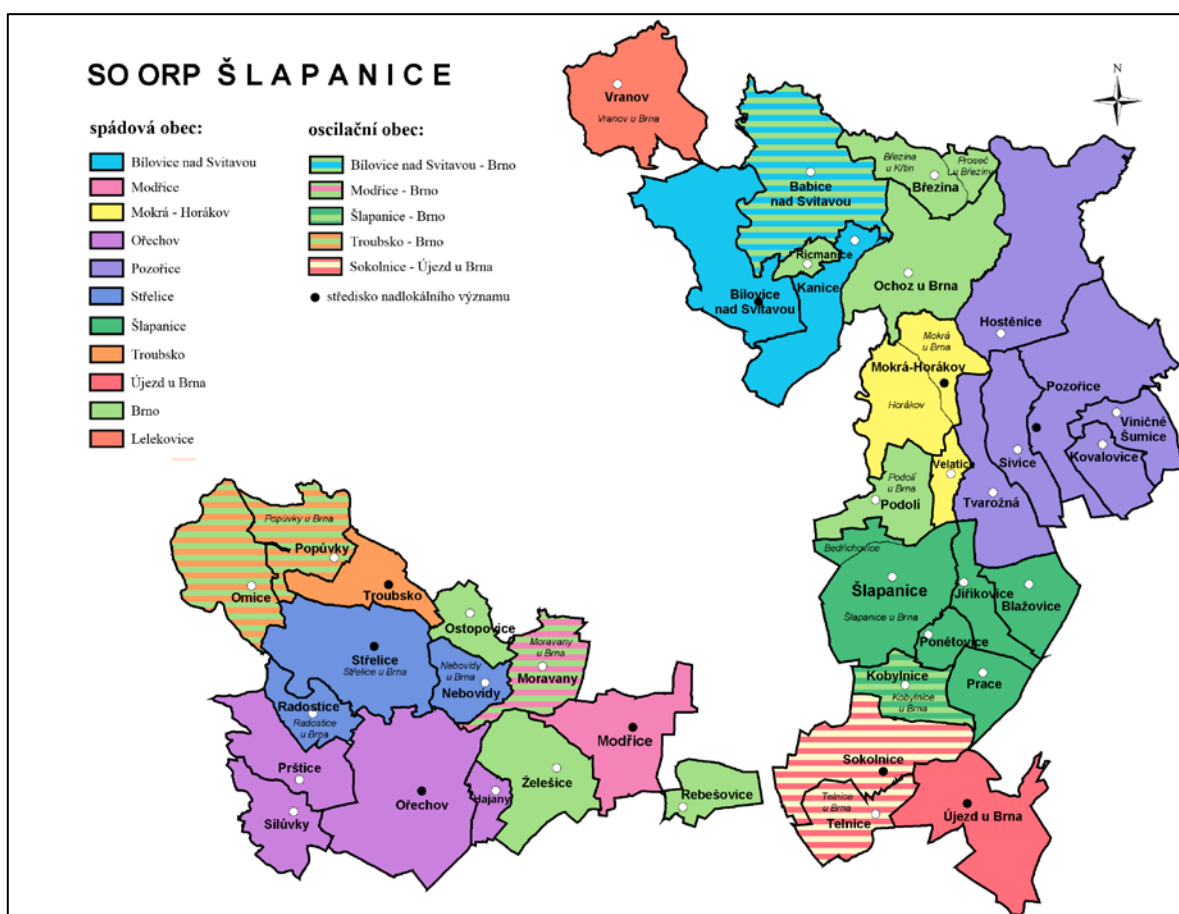 SO ORP ŠLAPANICE
spádová obec:
Bílovice nad Svitavou
Modřice
Mokrá - Horákov
Ořechov
Pozořice
Střelice
Šlapanice
Troubsko
Újezd u Brna
Brno
Lelekovice
oscilační obec:
Bílovice nad Svitavou - Brno
Modřice - Brno
Šlapanice - Brno
Troubsko - Brno
Sokolnice - Újezd u Brna
středisko nadlokálního významu
N
Vranov
Vranov u Brna
Babice
nad Svitavou
Březina
u Křtin
Proseč
u Březiny
Březina
Řícmanice
Kanice
Bílovice
nad Svitavou
Ochoz u Brna
Hostěnice
Mokrá
u Brna
Mokrá-Horákov
Horákov
Pozořice
Viničné
Šumice
Kovalovice
Sivice
Tvarožná
Velatice
Podolí
u Brna
Podolí
Bedřichovice
Šlapanice
Šlapanice u Brna
Jiříkovice
Blažovice
Ponětovice
Prace
Kobylnice
Kobylnice
u Brna
Sokolnice
Telnice
u Brna
Telnice
Újezd u Brna
Popůvky u Brna
Popůvky
Omice
Troubsko
Ostopovice
Střelice
Střelice u Brna
Nebovidy
u Brna
Nebovidy
Moravany
u Brna
Moravany
Radostice
Radostice
u Brna
Modřice
Prštice
Ořechov
Hajany
Želešice
Rebešovice
Silůvky